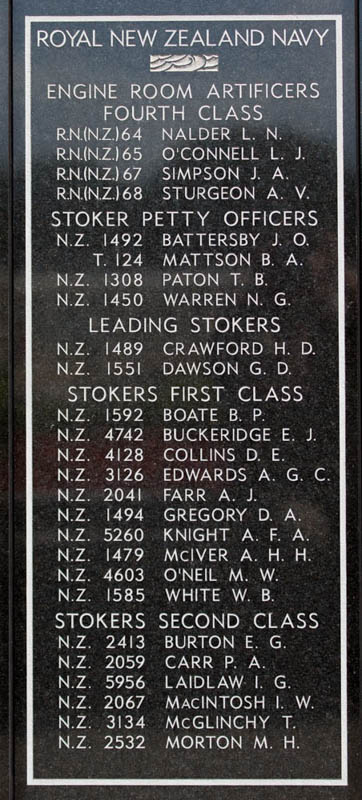 ROYAL NEW ZEALAND NAVY
ENGINE ROOM ARTIFICERS
FOURTH CLASS
R.N.(N.Z.)64 NALDER L. N.
R.N.(N.Z.)65 O'CONNELL L. J.
R.N.(N.Z.)67 SIMPSON J. A.
R.N.(N.Z.)68 STURGEON A. V.
STOKER PETTY OFFICERS
N.Z. 1492 BATTERSBY J. O.
T. 124 MATTSON B. A.
N.Z. 1308 PATON T. B.
N.Z. 1450 WARREN N. G.
LEADING STOKERS
N.Z. 1489 CRAWFORD H. D.
N.Z. 1551 DAWSON G. D.
STOKERS FIRST CLASS
N.Z. 1592 BOATE B. P.
N.Z. 4742 BUCKERIDGE E. J.
N.Z. 4128 COLLINS D. E.
N.Z. 3126 EDWARDS A. G. C.
N.Z. 2041 FARR A. J.
N.Z. 1494 GREGORY D. A.
N.Z. 5260 KNIGHT A. F. A.
N.Z. 1479 McIVER A. H. H.
N.Z. 4603 O'NEIL M. W.
N.Z. 1585 WHITE W. B.
STOKERS SECOND CLASS
N.Z. 2413 BURTON E. G.
N.Z. 2059 CARR P. A.
N.Z. 5956 LAIDLAW I. G.
N.Z. 2067 MacINTOSH I. W.
N.Z. 3134 McGLINCHY T.
N.Z. 2532 MORTON M. H.